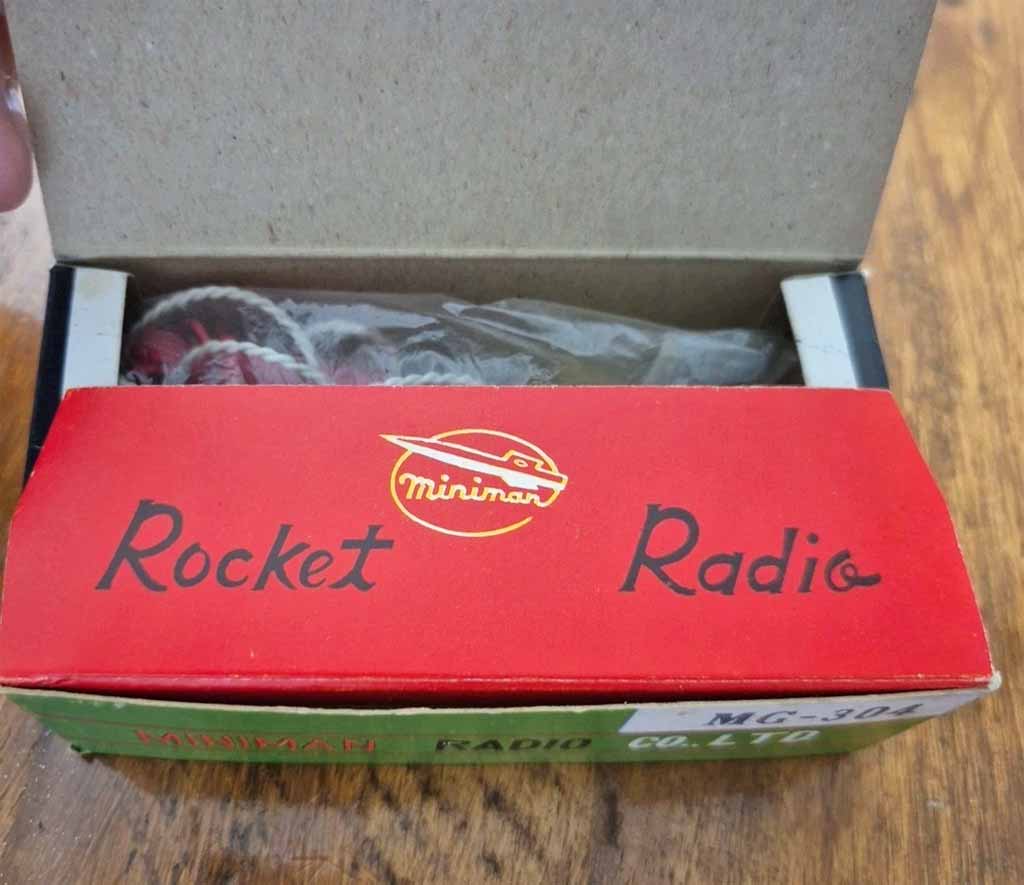 miniman
Rocket Radio
MG-304
MINIMAN RADIO CO., LTD